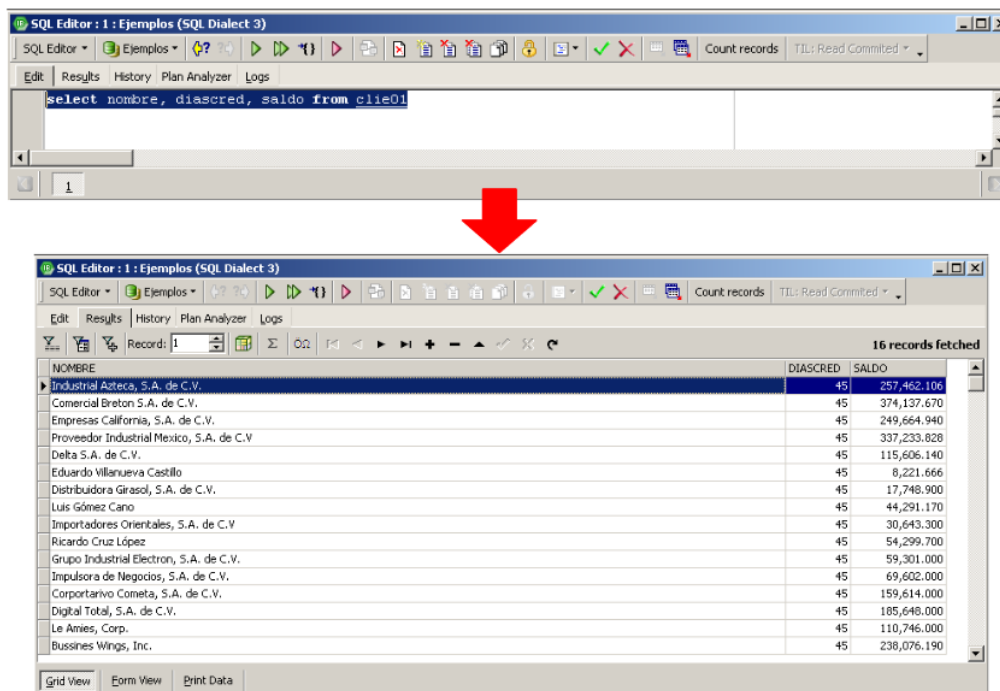 SQL Editor : 1 : Ejemplos (SQL Dialect 3)
SQL Editor Ejemplos Count records TIL: Read Commited
Edit Results History Plan Analyzer Logs
select nombre, diascred, saldo from clie01
1
SQL Editor : 1 : Ejemplos (SQL Dialect 3)
SQL Editor Ejemplos Count records TIL: Read Commited
Edit Results History Plan Analyzer Logs
Record: 1 Σ ÖΩ 16 records fetched
NOMBRE DIASCRED SALDO
Industrial Azteca, S.A. de C.V. 45 257,462.106
Comercial Breton S.A. de C.V. 45 374,137.670
Empresas California, S.A. de C.V. 45 249,664.940
Proveedor Industrial Mexico, S.A. de C.V 45 337,233.828
Delta S.A. de C.V. 45 115,606.140
Eduardo Villanueva Castillo 45 8,221.666
Distribuidora Girasol, S.A. de C.V. 45 17,748.900
Luis Gómez Cano 45 44,291.170
Importadores Orientales, S.A. de C.V 45 30,643.300
Ricardo Cruz López 45 54,299.700
Grupo Industrial Electron, S.A. de C.V. 45 59,301.000
Impulsora de Negocios, S.A. de C.V. 45 69,602.000
Corportarivo Cometa, S.A. de C.V. 45 159,614.000
Digital Total, S.A. de C.V. 45 185,648.000
Le Amies, Corp. 45 110,746.000
Bussines Wings, Inc. 45 238,076.190
Grid View Form View Print Data